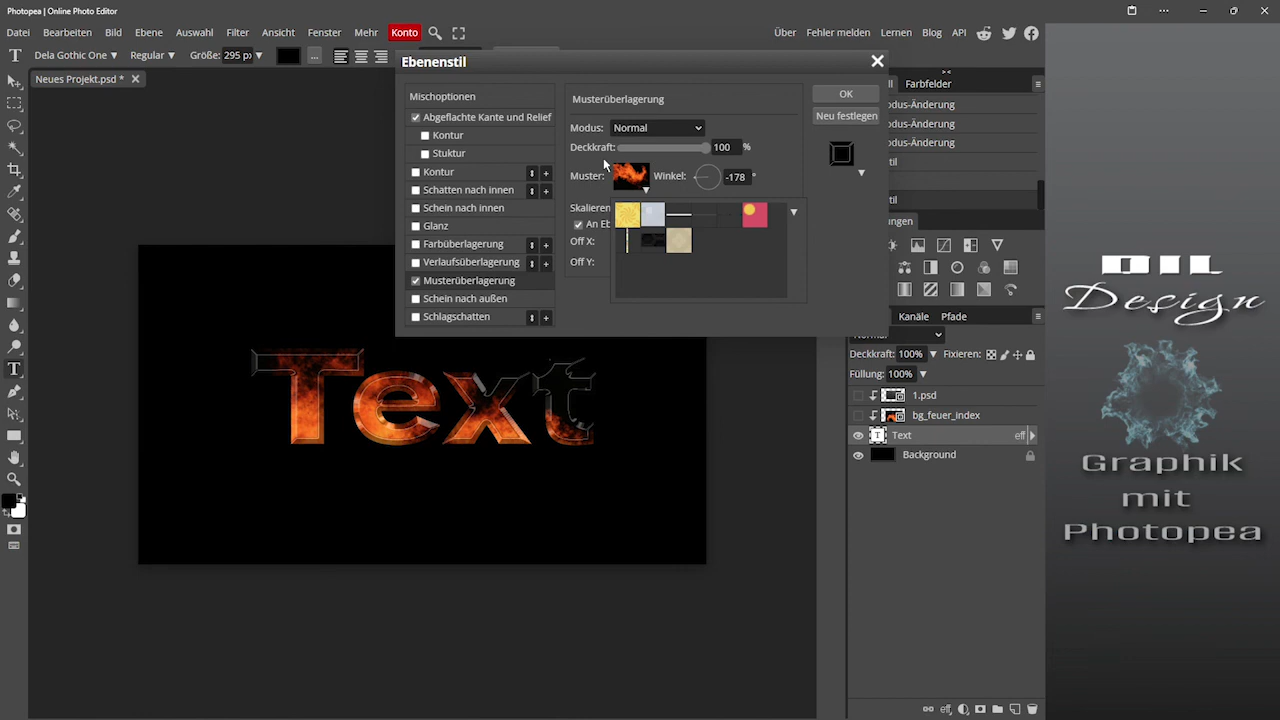 Photopea | Online Photo Editor
Datei Bearbeiten Bild Ebene Auswahl Filter Ansicht Fenster Mehr Konto
Über Fehler melden Lernen Blog API
T Dela Gothic One Regular Größe: 295 px ...
Neues Projekt.psd *
Ebenenstil
Mischoptionen
Abgeflachte Kante und Relief
Kontur
Stuktur
Kontur
Schatten nach innen
Schein nach innen
Glanz
Farbüberlagerung
Verlaufsüberlagerung
Musterüberlagerung
Schein nach außen
Schlagschatten
Musterüberlagerung
Modus: Normal
Deckkraft: 100 %
Muster: Winkel: -178 °
Skalieren
An Eb
Off X:
Off Y:
OK
Neu festlegen
Farbfelder
odus-Änderung
odus-Änderung
odus-Änderung
til
til
ungen
Kanäle Pfade
Normal
Deckkraft: 100% Fixieren:
Füllung: 100%
1.psd
bg_feuer_index
T Text eff
Background
eff
Text
DIL
Design
Graphik
mit
Photopea